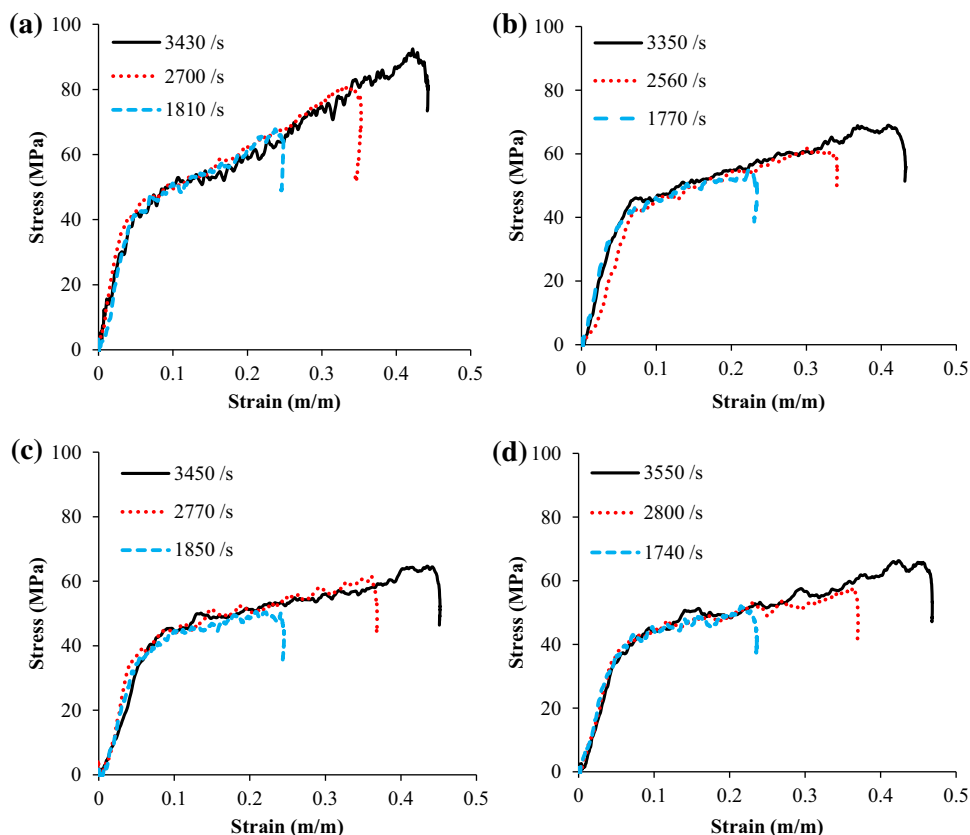 (a)
3430 /s
2700 /s
1810 /s
100
80
60
40
20
0
Stress (MPa)
0 0.1 0.2 0.3 0.4 0.5
Strain (m/m)
(b)
3350 /s
2560 /s
1770 /s
100
80
60
40
20
0
Stress (MPa)
0 0.1 0.2 0.3 0.4 0.5
Strain (m/m)
(c)
3450 /s
2770 /s
1850 /s
100
80
60
40
20
0
Stress (MPa)
0 0.1 0.2 0.3 0.4 0.5
Strain (m/m)
(d)
3550 /s
2800 /s
1740 /s
100
80
60
40
20
0
Stress (MPa)
0 0.1 0.2 0.3 0.4 0.5
Strain (m/m)